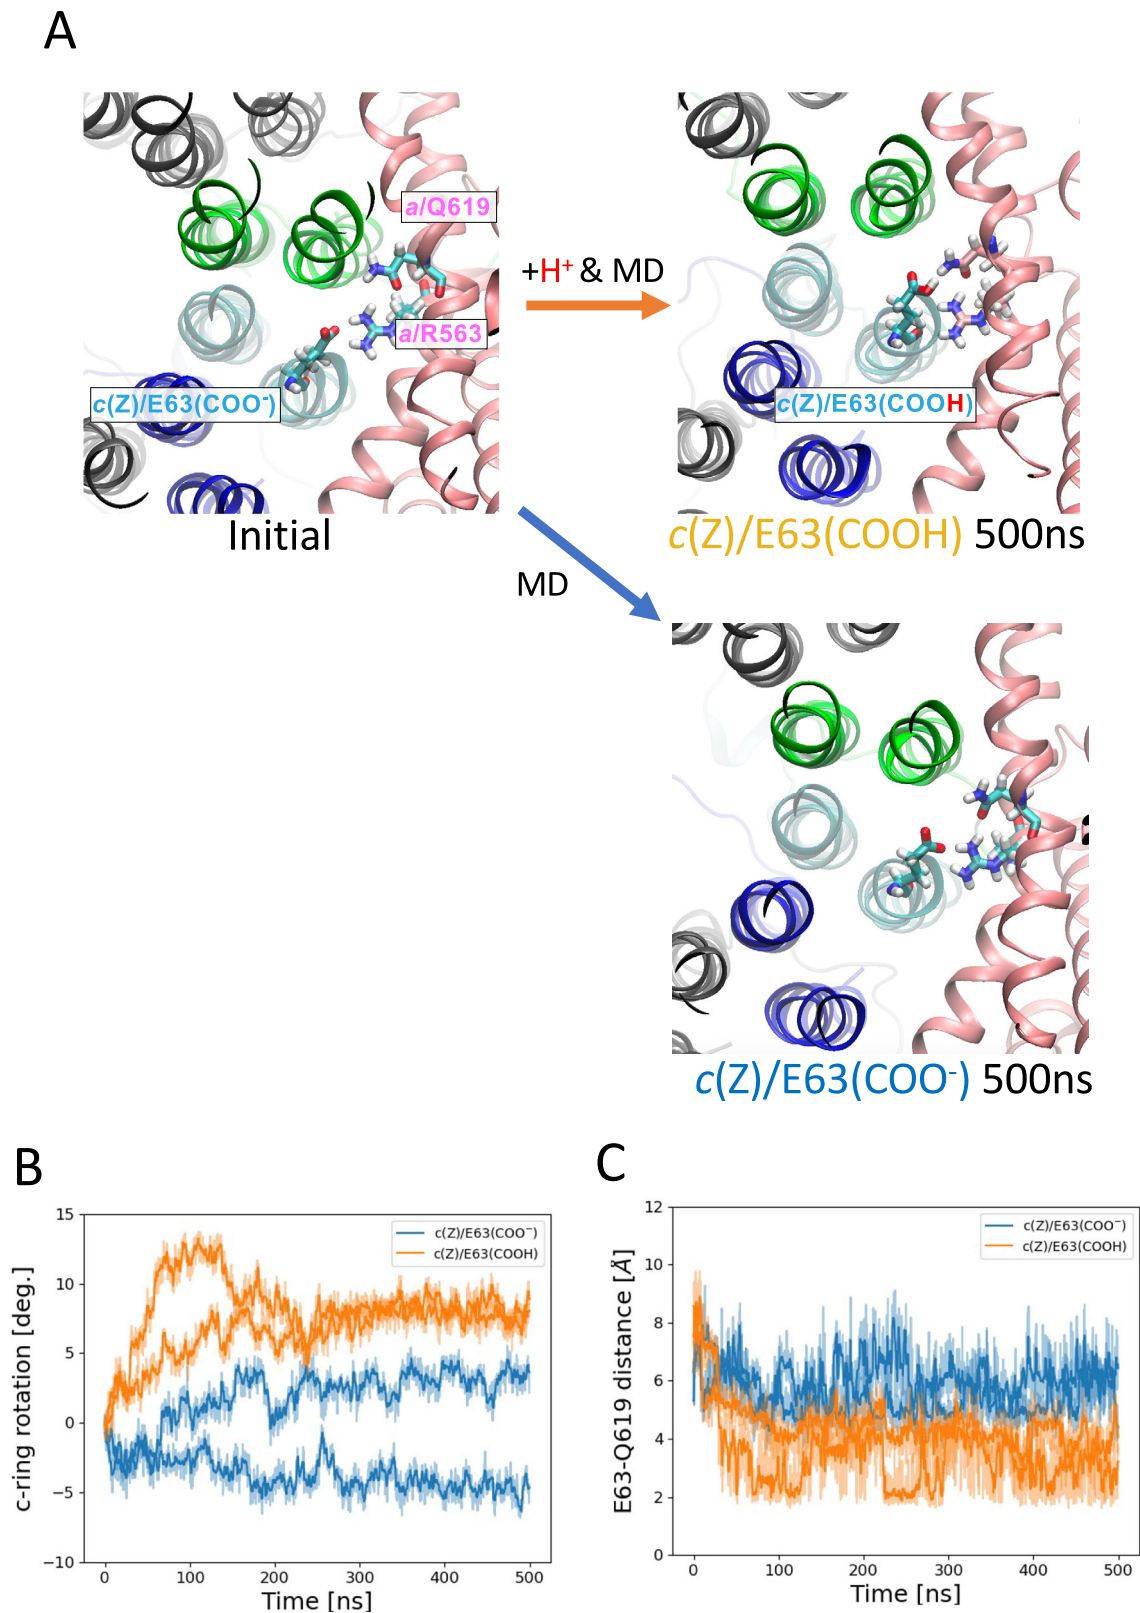 A
a/Q619
a/R563
c(Z)/E63(COO⁻)
Initial
+H⁺ & MD
c(Z)/E63(COOH)
c(Z)/E63(COOH) 500ns
MD
c(Z)/E63(COO⁻) 500ns
B
15
10
5
0
−5
−10
c-ring rotation [deg.]
c(Z)/E63(COO⁻)
c(Z)/E63(COOH)
0 100 200 300 400 500
Time [ns]
C
12
10
8
6
4
2
0
E63-Q619 distance [Å]
c(Z)/E63(COO⁻)
c(Z)/E63(COOH)
0 100 200 300 400 500
Time [ns]